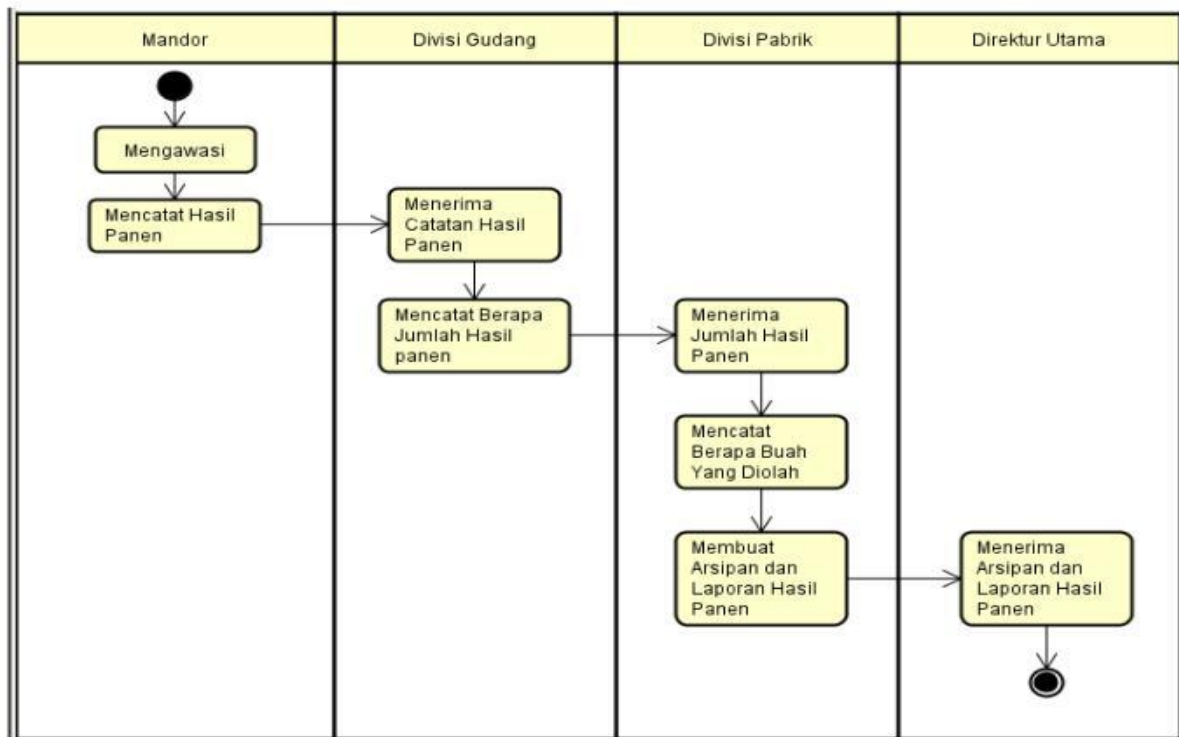 Mandor
Divisi Gudang
Divisi Pabrik
Direktur Utama
Mengawasi
Mencatat Hasil
Panen
Menerima
Catatan Hasil
Panen
Mencatat Berapa
Jumlah Hasil
panen
Menerima
Jumlah Hasil
Panen
Mencatat
Berapa Buah
Yang Diolah
Membuat
Arsipan dan
Laporan Hasil
Panen
Menerima
Arsipan dan
Laporan Hasil
Panen